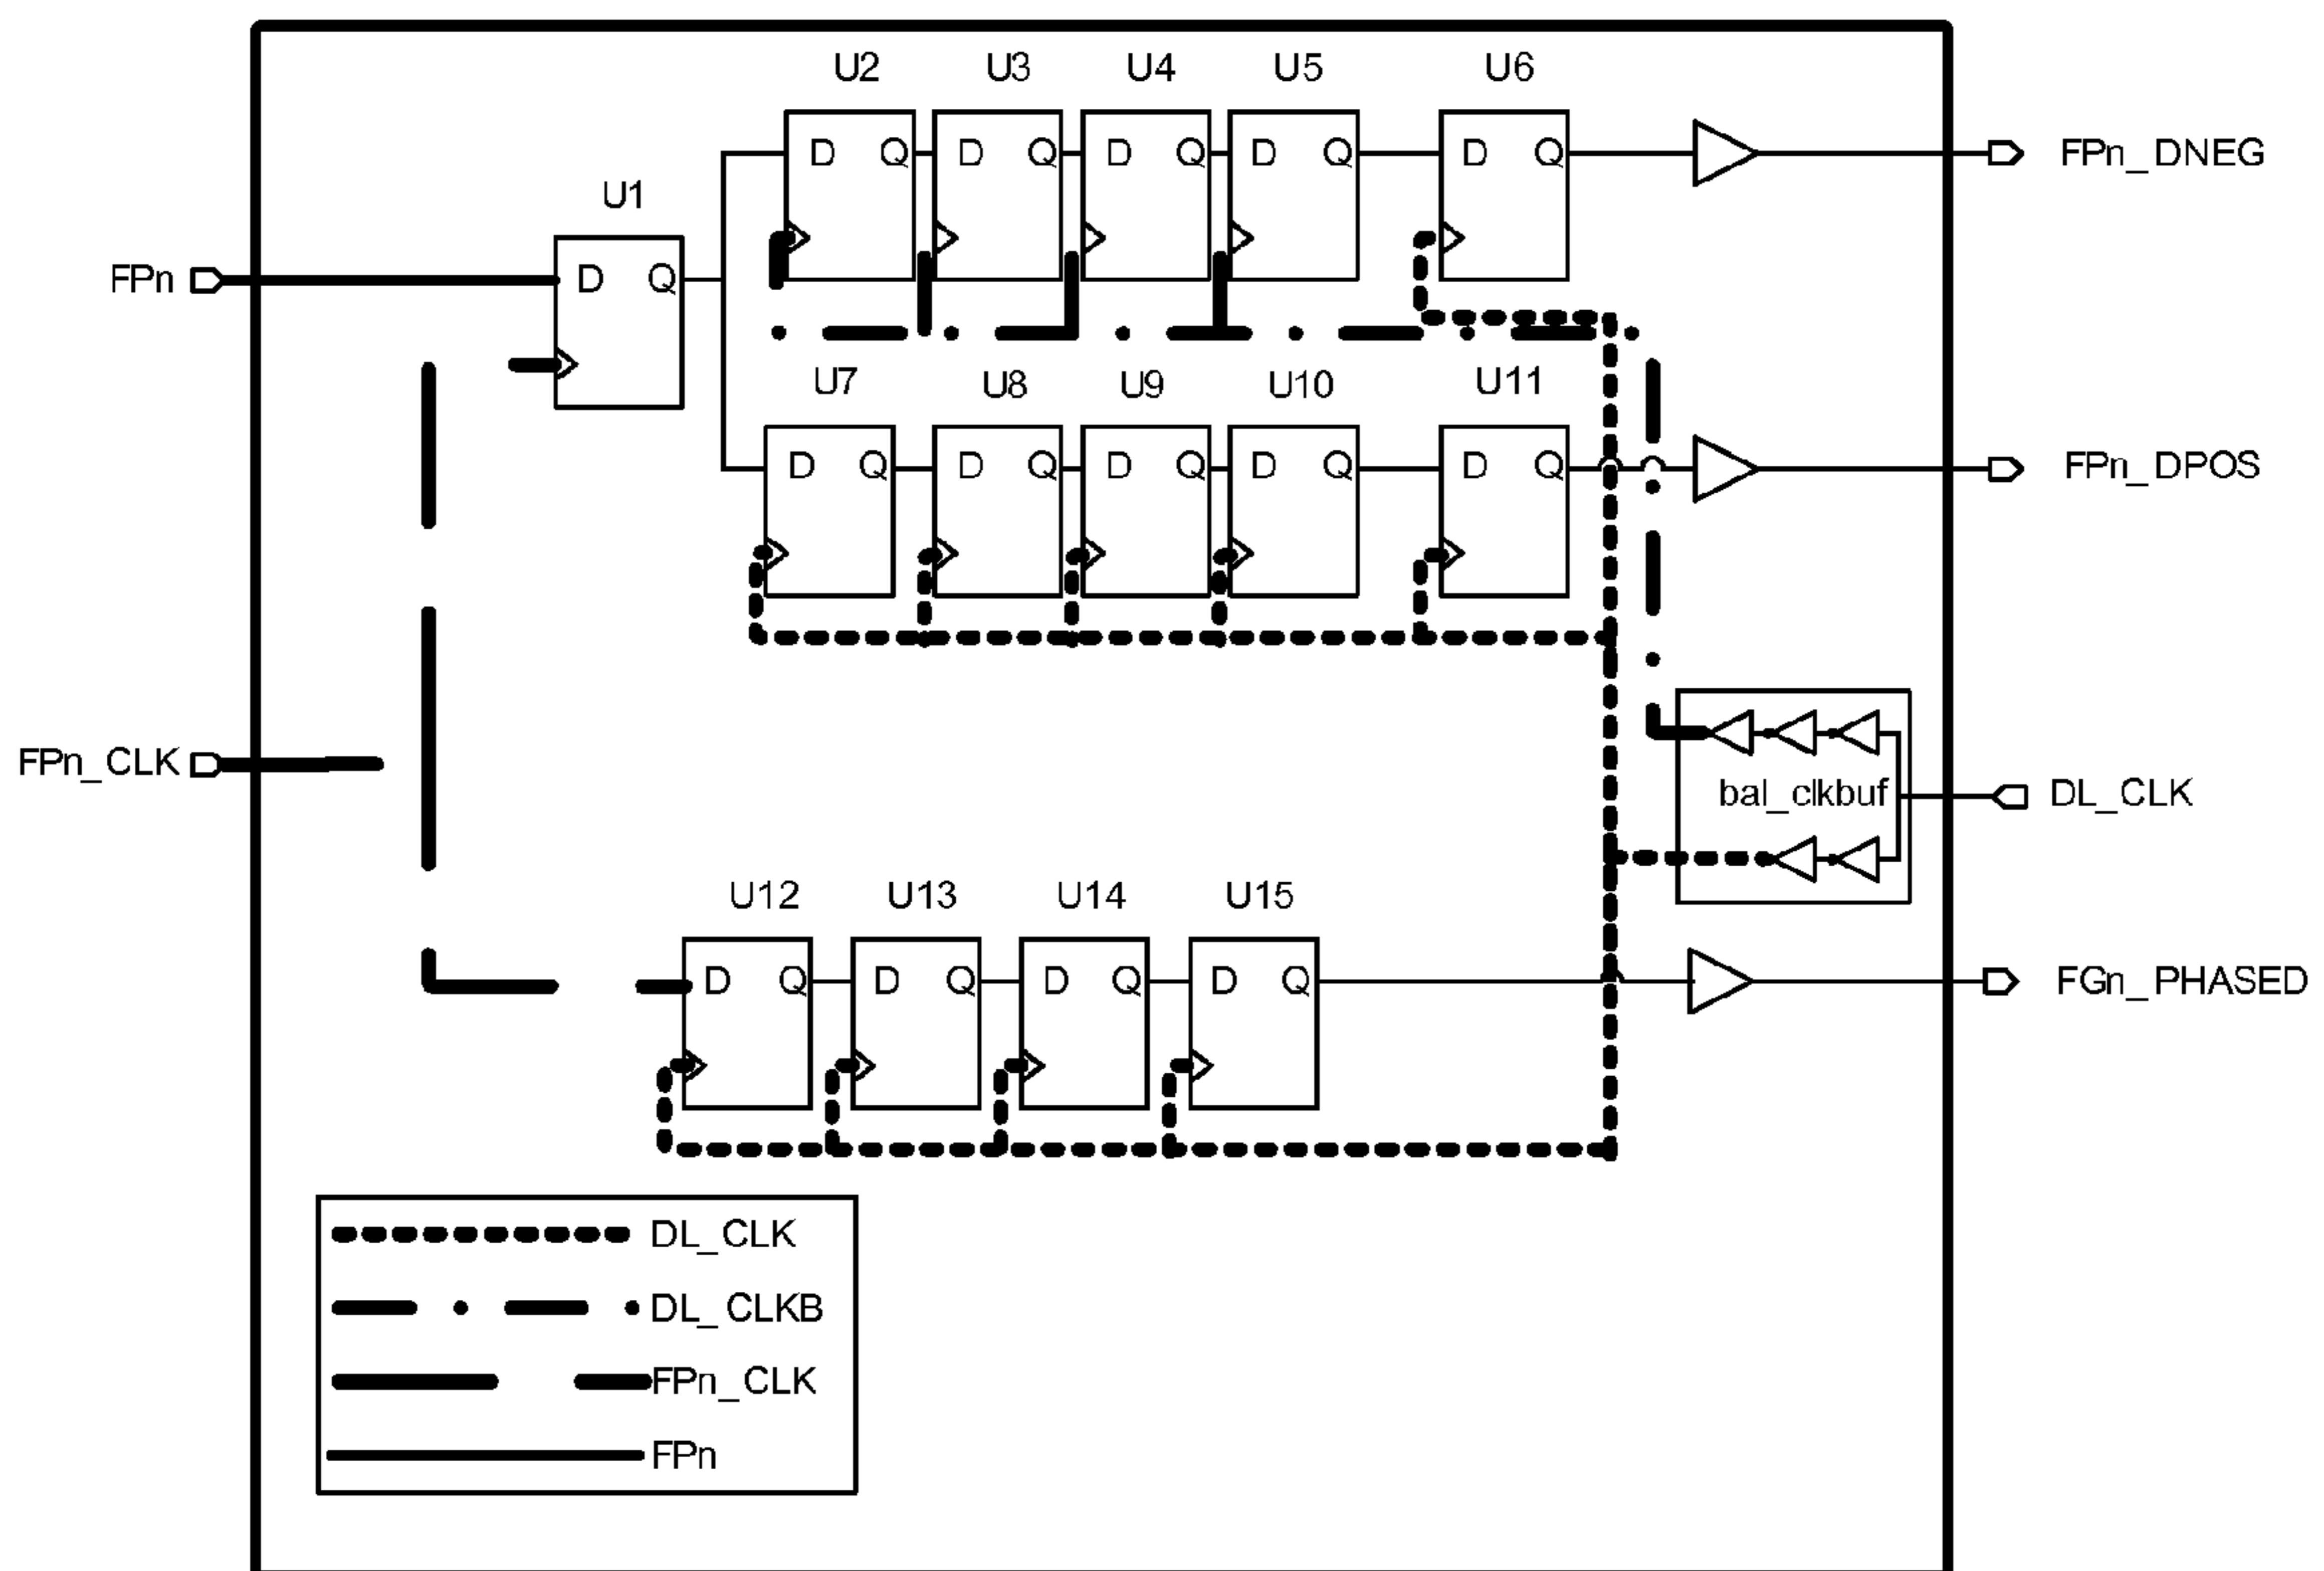 U2 U3 U4 U5 U6
D Q D Q D Q D Q D Q FPn_DNEG
U1
FPn D Q
U7 U8 U9 U10 U11
D Q D Q D Q D Q D Q FPn_DPOS
FPn_CLK
bal_clkbuf DL_CLK
U12 U13 U14 U15
D Q D Q D Q D Q FGn_PHASED
DL_CLK
DL_CLKB
FPn_CLK
FPn